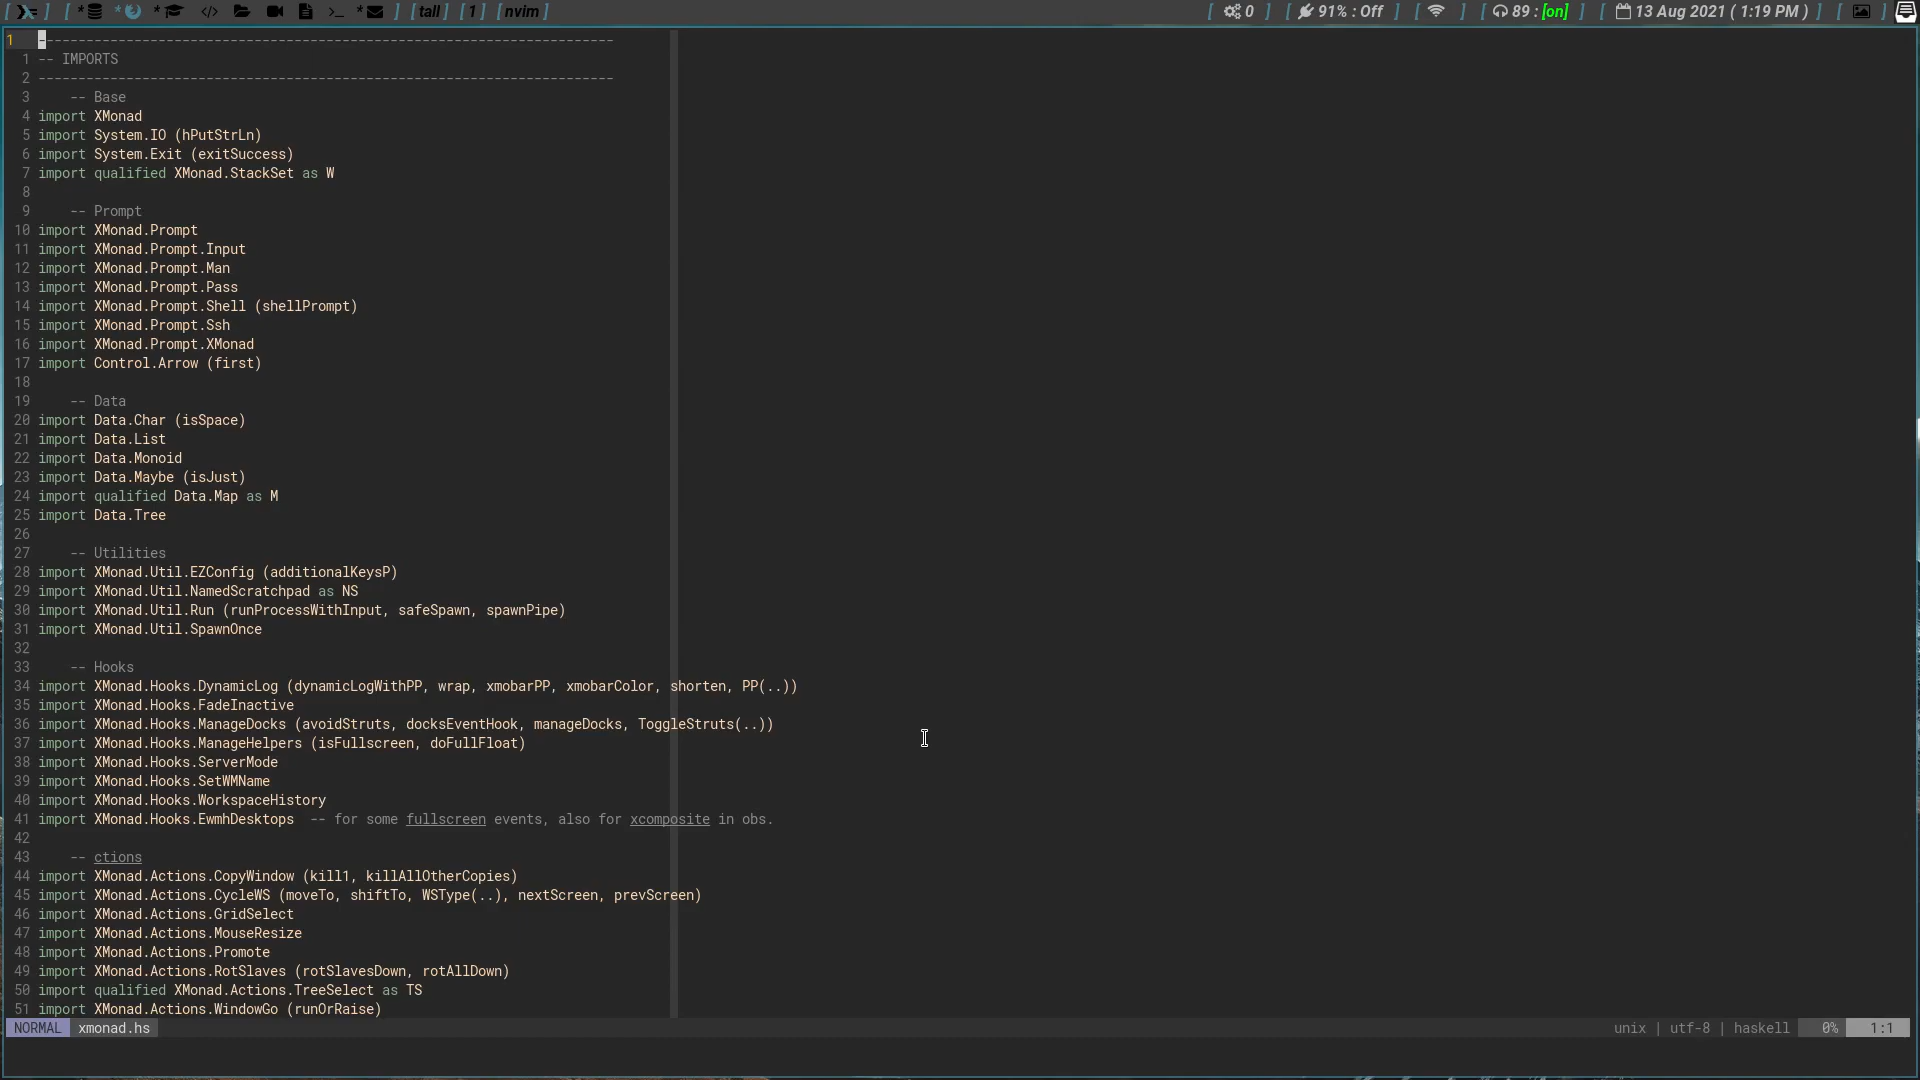 [ ] [ * * * </> >_ * ] [tall] [1] [nvim] [ 0 ] [ 91% : Off ] [ ] [ 89 : [on] ] [ 13 Aug 2021 ( 1:19 PM ) ] [ ]
1 ------------------------------------------------------------------------
1 -- IMPORTS
2 ------------------------------------------------------------------------
3 -- Base
4 import XMonad
5 import System.IO (hPutStrLn)
6 import System.Exit (exitSuccess)
7 import qualified XMonad.StackSet as W
8
9 -- Prompt
10 import XMonad.Prompt
11 import XMonad.Prompt.Input
12 import XMonad.Prompt.Man
13 import XMonad.Prompt.Pass
14 import XMonad.Prompt.Shell (shellPrompt)
15 import XMonad.Prompt.Ssh
16 import XMonad.Prompt.XMonad
17 import Control.Arrow (first)
18
19 -- Data
20 import Data.Char (isSpace)
21 import Data.List
22 import Data.Monoid
23 import Data.Maybe (isJust)
24 import qualified Data.Map as M
25 import Data.Tree
26
27 -- Utilities
28 import XMonad.Util.EZConfig (additionalKeysP)
29 import XMonad.Util.NamedScratchpad as NS
30 import XMonad.Util.Run (runProcessWithInput, safeSpawn, spawnPipe)
31 import XMonad.Util.SpawnOnce
32
33 -- Hooks
34 import XMonad.Hooks.DynamicLog (dynamicLogWithPP, wrap, xmobarPP, xmobarColor, shorten, PP(..))
35 import XMonad.Hooks.FadeInactive
36 import XMonad.Hooks.ManageDocks (avoidStruts, docksEventHook, manageDocks, ToggleStruts(..))
37 import XMonad.Hooks.ManageHelpers (isFullscreen, doFullFloat)
38 import XMonad.Hooks.ServerMode
39 import XMonad.Hooks.SetWMName
40 import XMonad.Hooks.WorkspaceHistory
41 import XMonad.Hooks.EwmhDesktops -- for some fullscreen events, also for xcomposite in obs.
42
43 -- ctions
44 import XMonad.Actions.CopyWindow (kill1, killAllOtherCopies)
45 import XMonad.Actions.CycleWS (moveTo, shiftTo, WSType(..), nextScreen, prevScreen)
46 import XMonad.Actions.GridSelect
47 import XMonad.Actions.MouseResize
48 import XMonad.Actions.Promote
49 import XMonad.Actions.RotSlaves (rotSlavesDown, rotAllDown)
50 import qualified XMonad.Actions.TreeSelect as TS
51 import XMonad.Actions.WindowGo (runOrRaise)
NORMAL xmonad.hs unix | utf-8 | haskell 0% 1:1